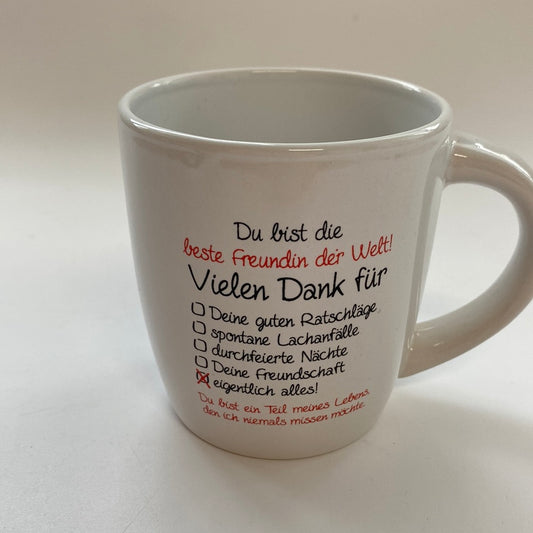 Du bist die
beste Freundin der Welt!
Vielen Dank für
Deine guten Ratschläge
spontane Lachanfälle
durchfeierte Nächte
Deine Freundschaft
eigentlich alles!
Du bist ein Teil meines Lebens,
den ich niemals missen möchte.